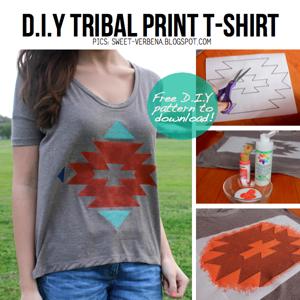 D.I.Y TRIBAL PRINT T-SHIRT
PICS: SWEET-VERBENA.BLOGSPOT.COM
Free D.I.Y
pattern to
download!